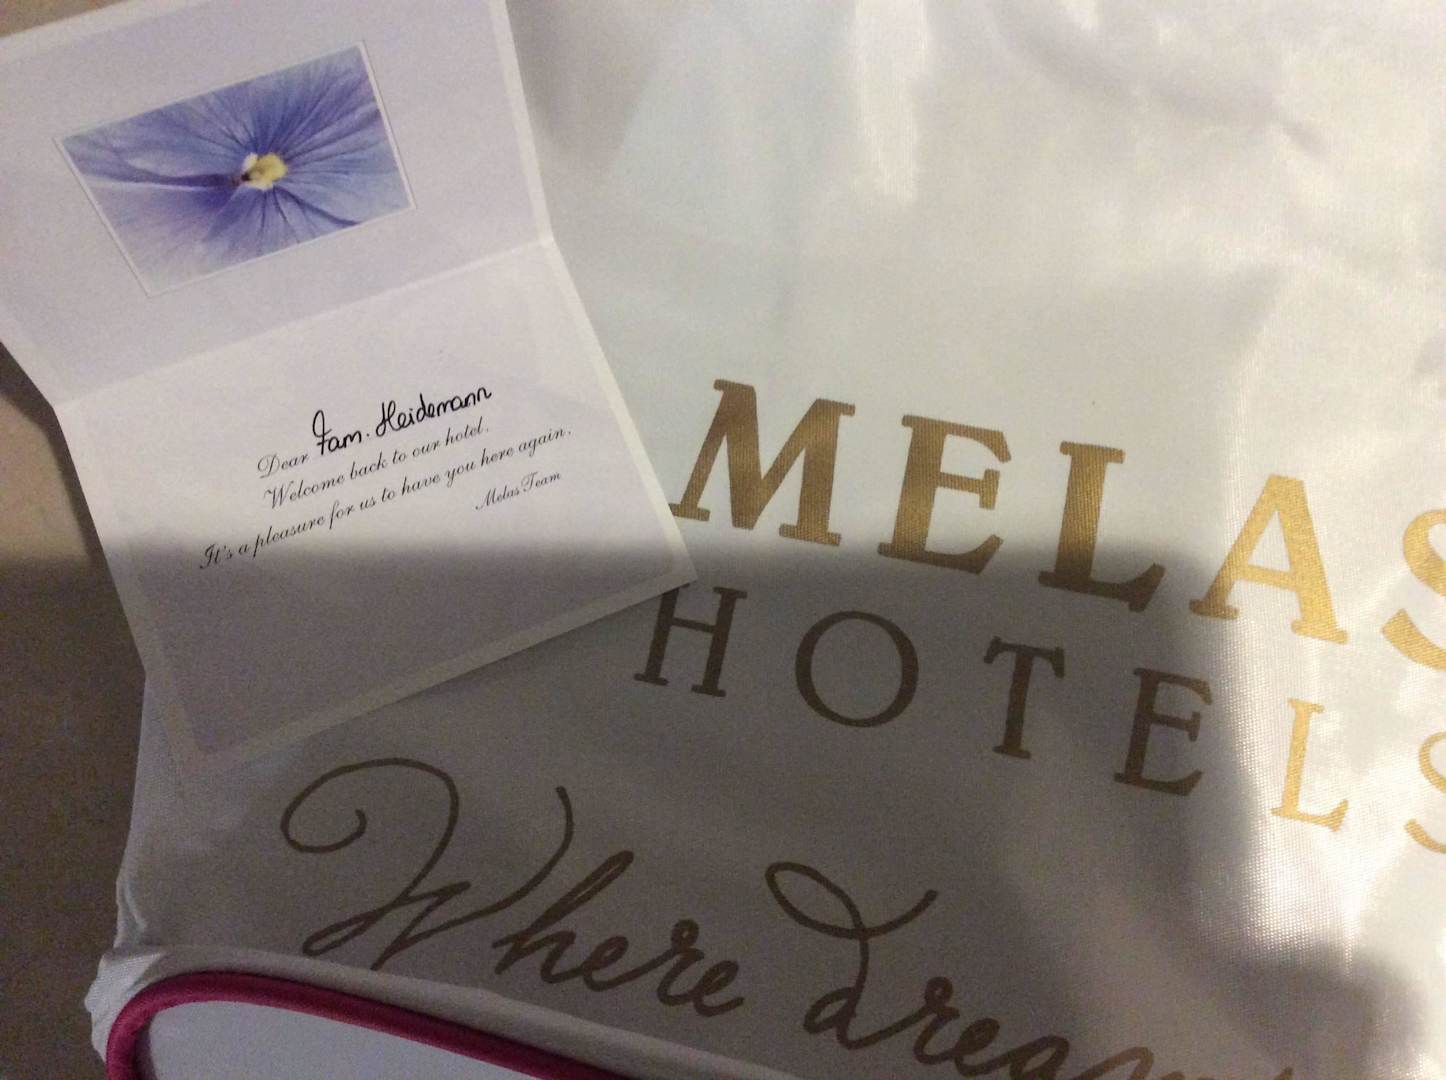 Dear Fam. Heidemann
Welcome back to our hotel.
It's a pleasure for us to have you here again.
Melas Team
MELAS
HOTELS
Where dream